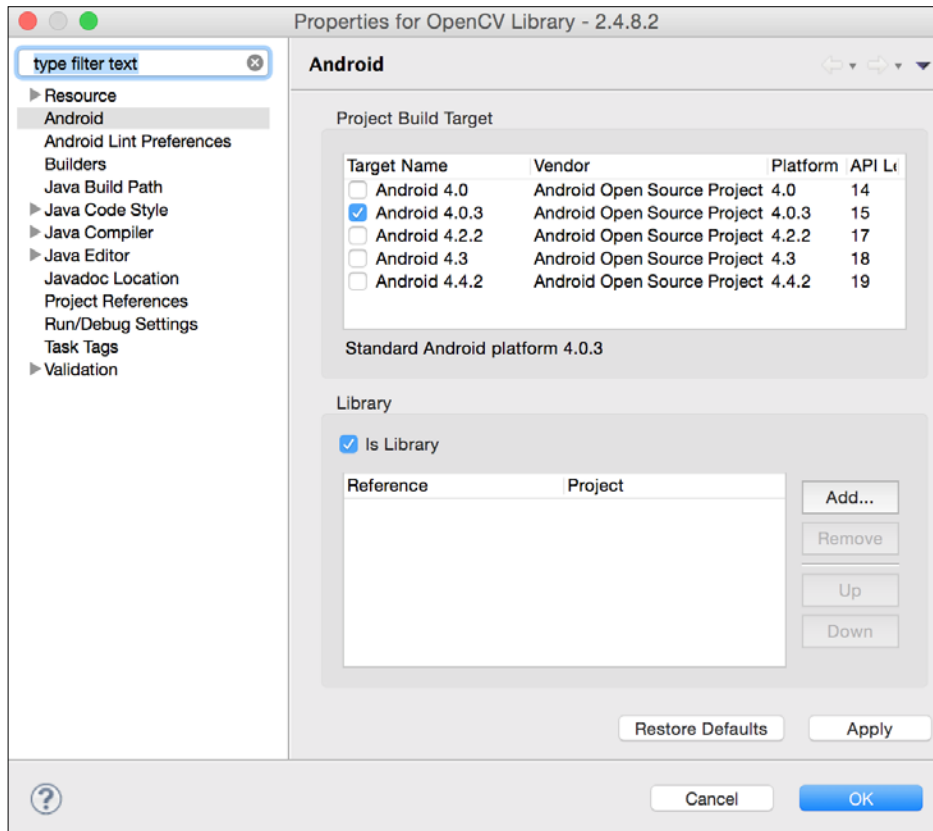 Properties for OpenCV Library - 2.4.8.2
type filter text
Resource
Android
Android Lint Preferences
Builders
Java Build Path
Java Code Style
Java Compiler
Java Editor
Javadoc Location
Project References
Run/Debug Settings
Task Tags
Validation
Android
Project Build Target
Target Name Vendor Platform API Le
Android 4.0 Android Open Source Project 4.0 14
Android 4.0.3 Android Open Source Project 4.0.3 15
Android 4.2.2 Android Open Source Project 4.2.2 17
Android 4.3 Android Open Source Project 4.3 18
Android 4.4.2 Android Open Source Project 4.4.2 19
Standard Android platform 4.0.3
Library
Is Library
Reference Project
Add...
Remove
Up
Down
Restore Defaults Apply
? Cancel OK